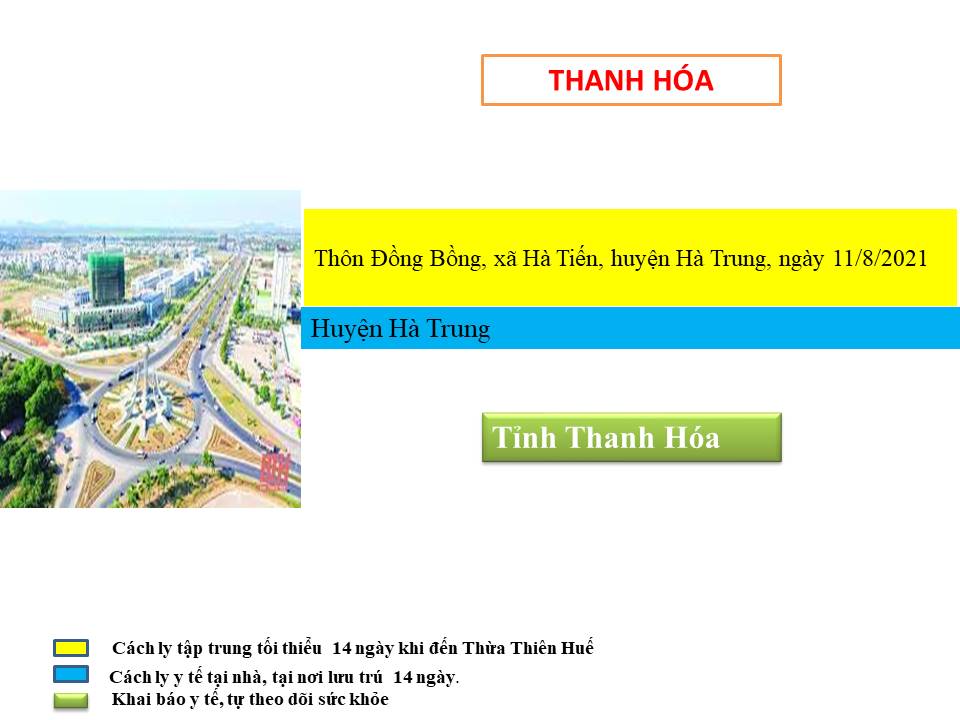 THANH HÓA
Thôn Đồng Bồng, xã Hà Tiến, huyện Hà Trung, ngày 11/8/2021
Huyện Hà Trung
Tỉnh Thanh Hóa
Cách ly tập trung tối thiểu 14 ngày khi đến Thừa Thiên Huế
Cách ly y tế tại nhà, tại nơi lưu trú 14 ngày.
Khai báo y tế, tự theo dõi sức khỏe